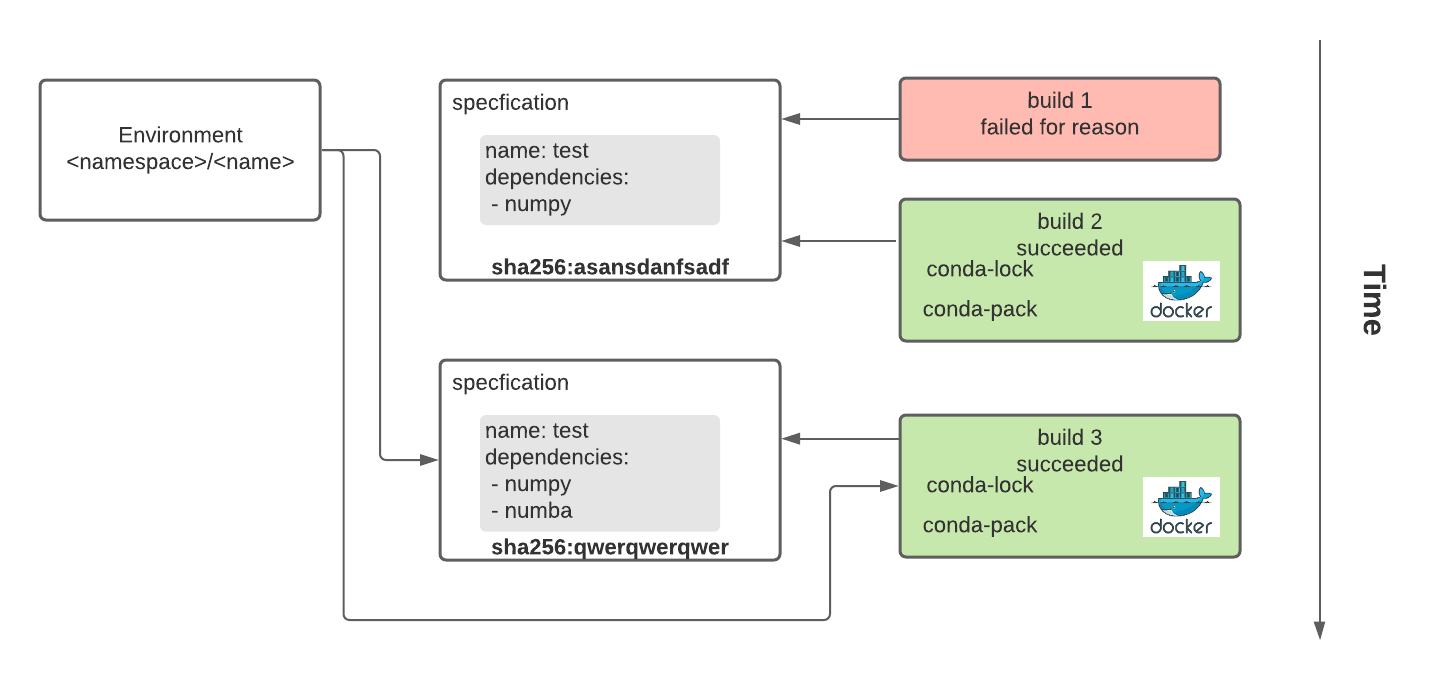 Environment
<namespace>/<name>
specfication
name: test
dependencies:
- numpy
sha256:asansdanfsadf
build 1
failed for reason
build 2
succeeded
conda-lock
conda-pack
docker
specfication
name: test
dependencies:
- numpy
- numba
sha256:qwerqwerqwer
build 3
succeeded
conda-lock
conda-pack
docker
Time